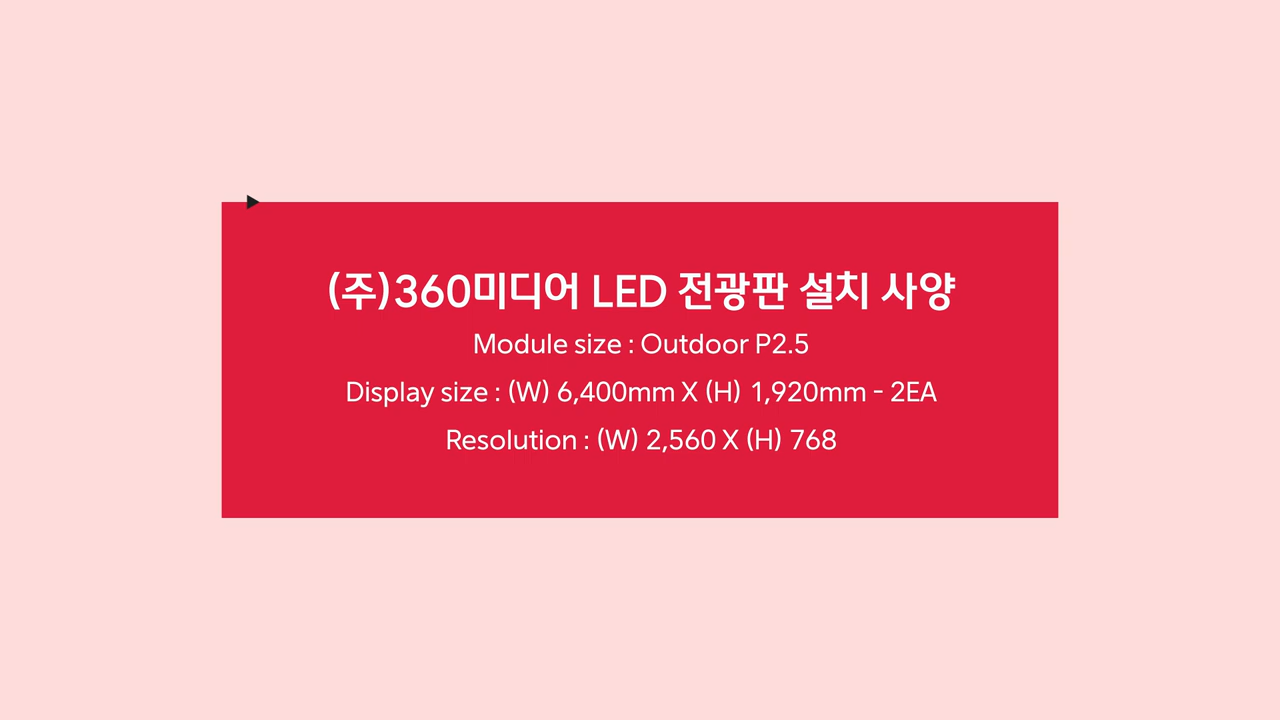 (주)360미디어 LED 전광판 설치 사양
Module size : Outdoor P2.5
Display size : (W) 6,400mm X (H) 1,920mm - 2EA
Resolution : (W) 2,560 X (H) 768